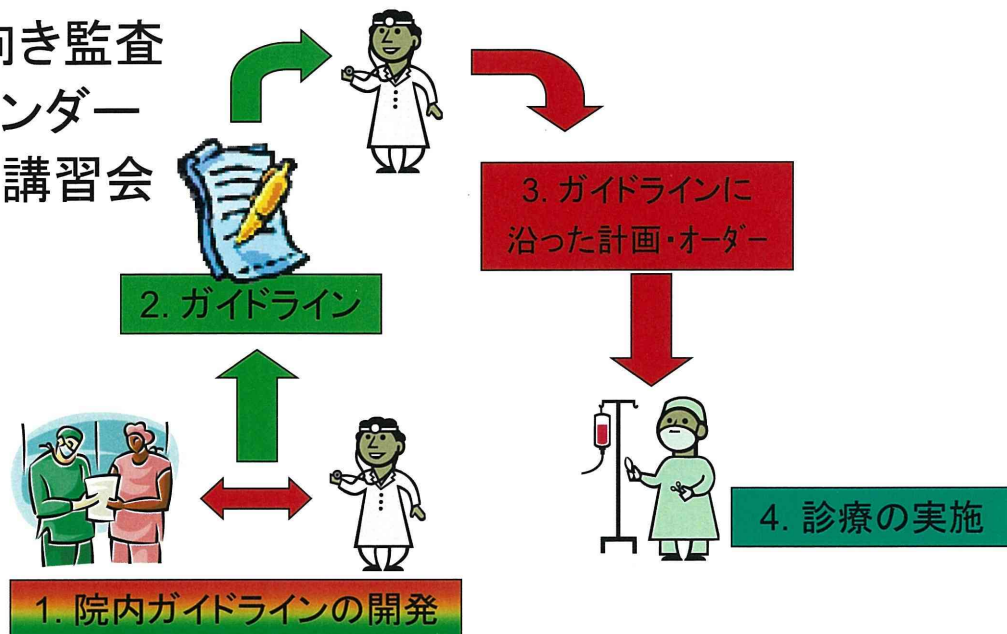 向き監査
ンダー
講習会
3. ガイドラインに
沿った計画・オーダー
2. ガイドライン
4. 診療の実施
1. 院内ガイドラインの開発